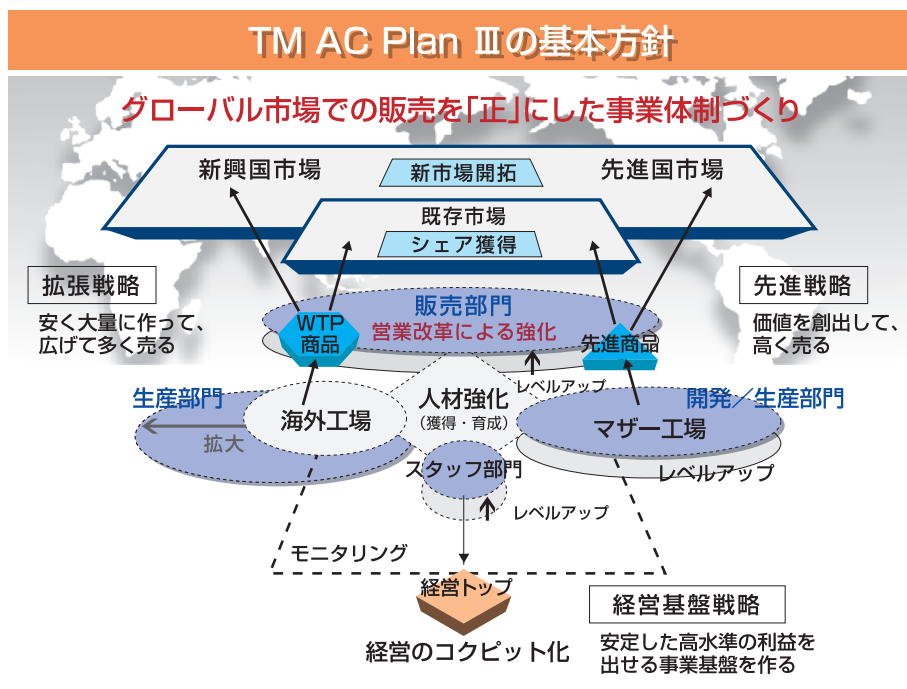 TM AC Plan Ⅲの基本方針
グローバル市場での販売を「正」にした事業体制づくり
新興国市場
新市場開拓
先進国市場
既存市場
シェア獲得
拡張戦略
安く大量に作って、
広げて多く売る
先進戦略
価値を創出して、
高く売る
販売部門
営業改革による強化
WTP
商品
先進商品
レベルアップ
生産部門
海外工場
拡大
人材強化
（獲得・育成）
開発／生産部門
マザー工場
レベルアップ
スタッフ部門
レベルアップ
モニタリング
経営トップ
経営のコクピット化
経営基盤戦略
安定した高水準の利益を
出せる事業基盤を作る